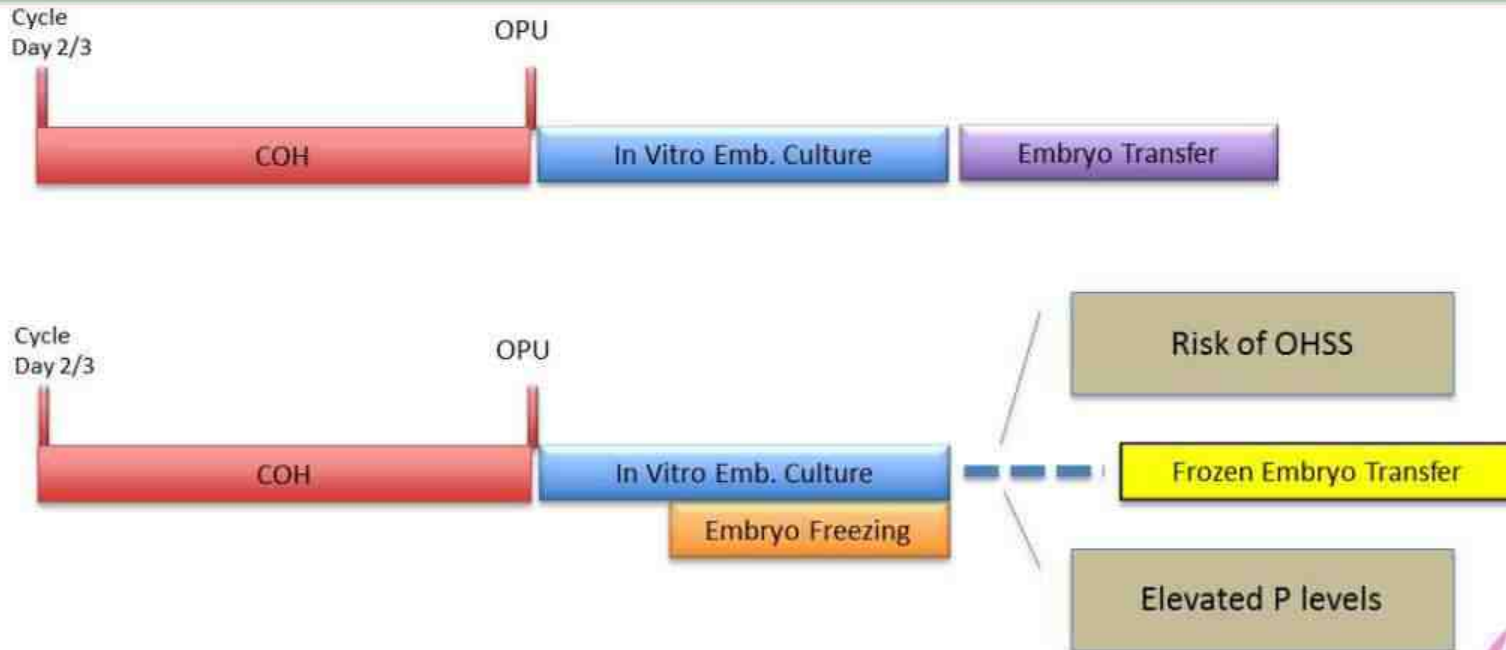 Cycle
Day 2/3
OPU
COH
In Vitro Emb. Culture
Embryo Transfer
Cycle
Day 2/3
OPU
COH
In Vitro Emb. Culture
Embryo Freezing
Risk of OHSS
Frozen Embryo Transfer
Elevated P levels